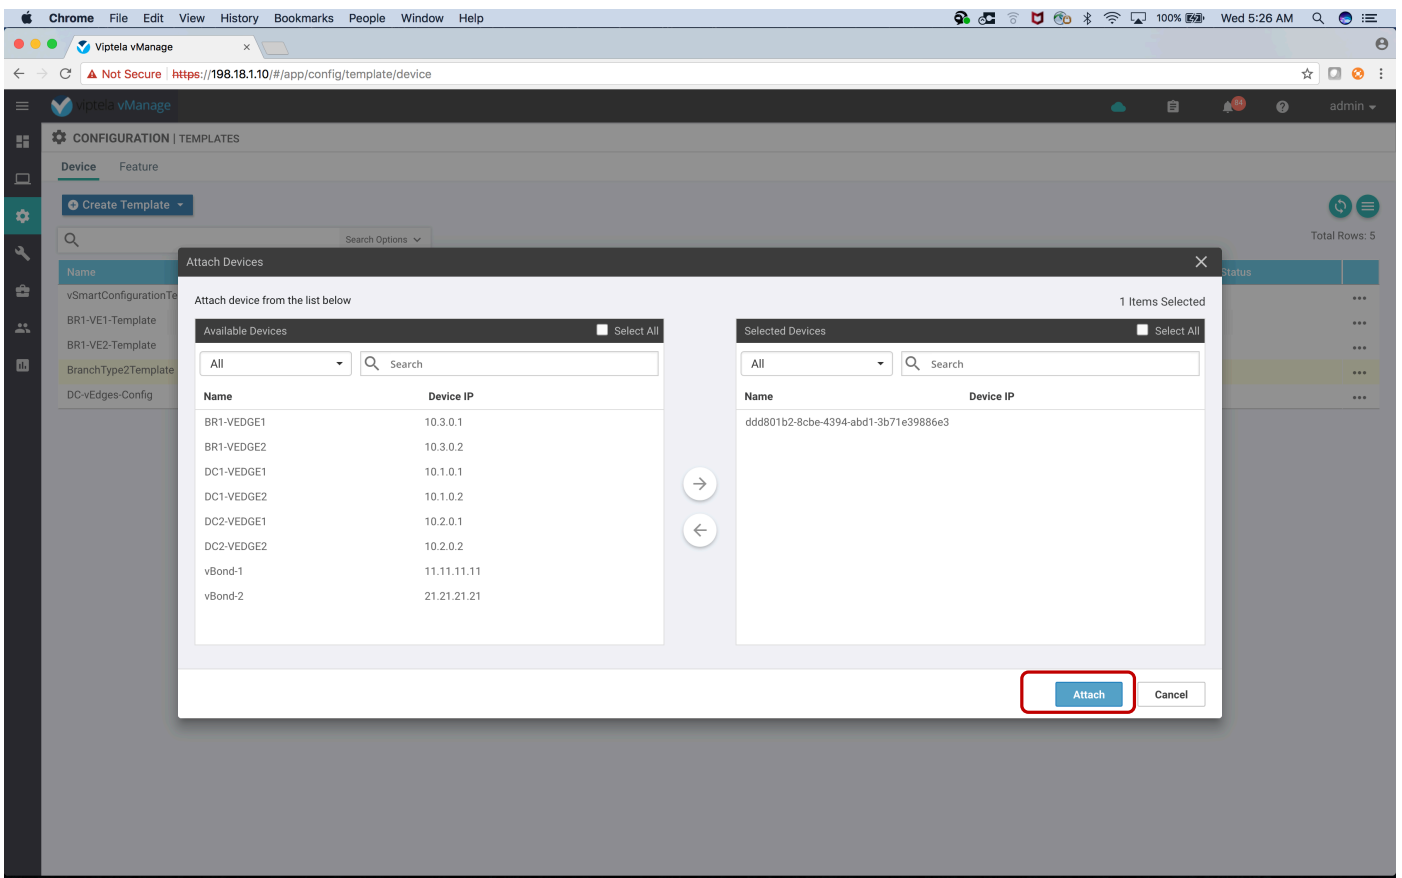 Chrome File Edit View History Bookmarks People Window Help 100% Wed 5:26 AM
Viptela vManage
Not Secure https://198.18.1.10/#/app/config/template/device
viptela vManage 84 admin
CONFIGURATION | TEMPLATES
Device Feature
Create Template
Search Options Total Rows: 5
Attach Devices
Name Status
vSmartConfigurationTe
BR1-VE1-Template
BR1-VE2-Template
BranchType2Template
DC-vEdges-Config
Attach device from the list below 1 Items Selected
Available Devices Select All Selected Devices Select All
All Search All Search
Name Device IP Name Device IP
BR1-VEDGE1 10.3.0.1 ddd801b2-8cbe-4394-abd1-3b71e39886e3
BR1-VEDGE2 10.3.0.2
DC1-VEDGE1 10.1.0.1
DC1-VEDGE2 10.1.0.2
DC2-VEDGE1 10.2.0.1
DC2-VEDGE2 10.2.0.2
vBond-1 11.11.11.11
vBond-2 21.21.21.21
Attach Cancel